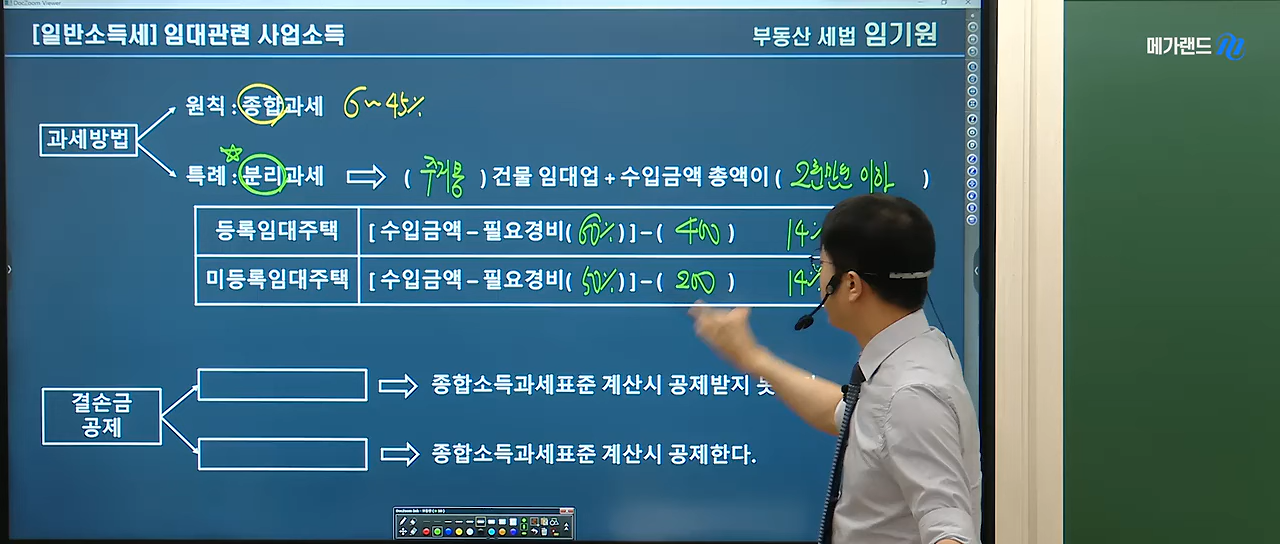 DocZoom Viewer
[일반소득세] 임대관련 사업소득
부동산 세법 임기원
메가랜드
과세방법
원칙 : 종합과세 6~45%
특례 : 분리과세 ⇨ ( 주거용 ) 건물 임대업 + 수입금액 총액이 ( 2천만원 이하 )
등록임대주택 [ 수입금액 – 필요경비( 60% ) ] – ( 400 ) 14%
미등록임대주택 [ 수입금액 – 필요경비( 50% ) ] – ( 200 ) 14%
결손금
공제
⇨ 종합소득과세표준 계산시 공제받지
⇨ 종합소득과세표준 계산시 공제한다.